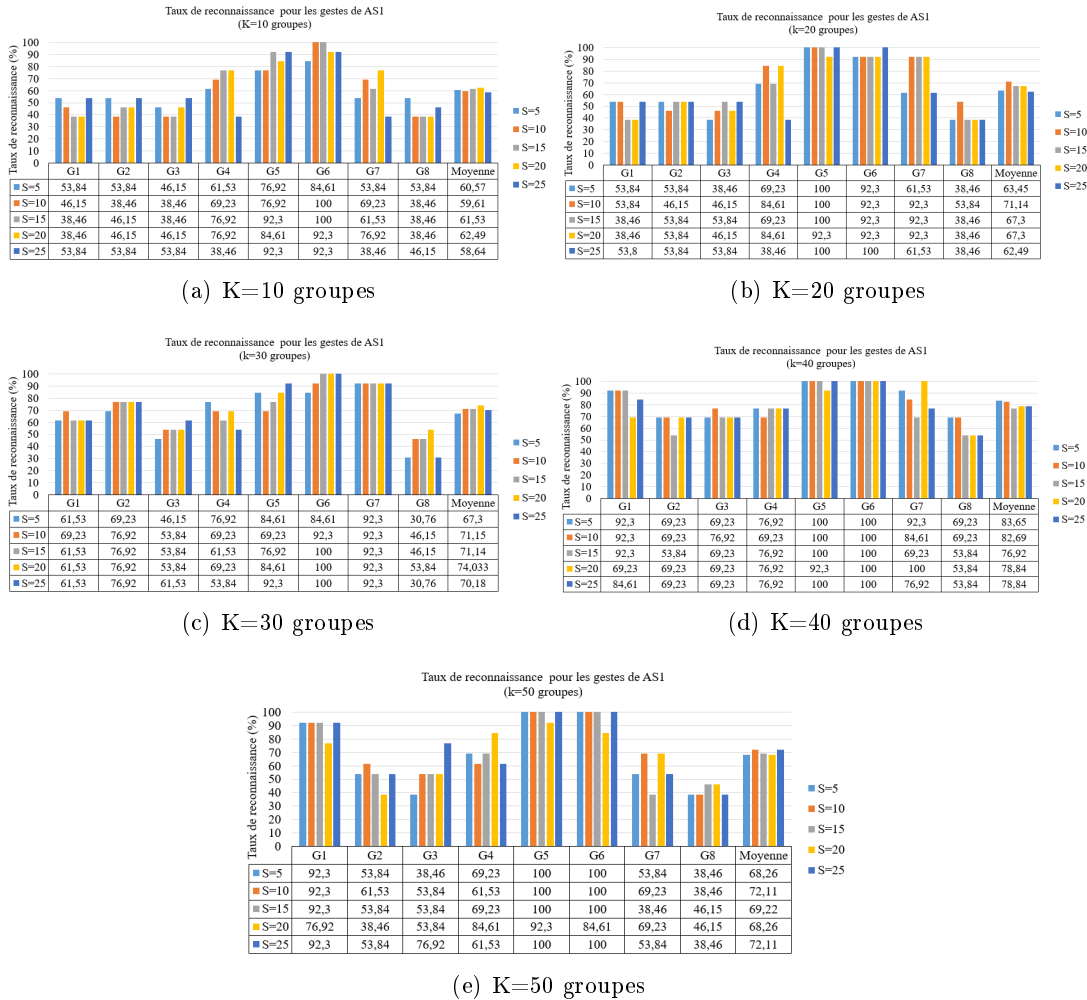 Taux de reconnaissance pour les gestes de AS1
(K=10 groupes)
Taux de reconnaissance (%)
100
90
80
70
60
50
40
30
20
10
0
G1 G2 G3 G4 G5 G6 G7 G8 Moyenne
S=5 53,84 53,84 46,15 61,53 76,92 84,61 53,84 53,84 60,57
S=10 46,15 38,46 38,46 69,23 76,92 100 69,23 38,46 59,61
S=15 38,46 46,15 38,46 76,92 92,3 100 61,53 38,46 61,53
S=20 38,46 46,15 46,15 76,92 84,61 92,3 76,92 38,46 62,49
S=25 53,84 53,84 53,84 38,46 92,3 92,3 38,46 46,15 58,64
S=5
S=10
S=15
S=20
S=25
(a) K=10 groupes
Taux de reconnaissance pour les gestes de AS1
(k=20 groupes)
Taux de reconnaissance (%)
100
90
80
70
60
50
40
30
20
10
0
G1 G2 G3 G4 G5 G6 G7 G8 Moyenne
S=5 53,84 53,84 38,46 69,23 100 92,3 61,53 38,46 63,45
S=10 53,84 46,15 46,15 84,61 100 92,3 92,3 53,84 71,14
S=15 38,46 53,84 53,84 69,23 100 92,3 92,3 38,46 67,3
S=20 38,46 53,84 46,15 84,61 92,3 92,3 92,3 38,46 67,3
S=25 53,8 53,84 53,84 38,46 100 100 61,53 38,46 62,49
S=5
S=10
S=15
S=20
S=25
(b) K=20 groupes
Taux de reconnaissance pour les gestes de AS1
(k=30 groupes)
Taux de reconnaissance (%)
100
90
80
70
60
50
40
30
20
10
0
G1 G2 G3 G4 G5 G6 G7 G8 Moyenne
S=5 61,53 69,23 46,15 76,92 84,61 84,61 92,3 30,76 67,3
S=10 69,23 76,92 53,84 69,23 69,23 92,3 92,3 46,15 71,15
S=15 61,53 76,92 53,84 61,53 76,92 100 92,3 46,15 71,14
S=20 61,53 76,92 53,84 69,23 84,61 100 92,3 53,84 74,033
S=25 61,53 76,92 61,53 53,84 92,3 100 92,3 30,76 70,18
S=5
S=10
S=15
S=20
S=25
(c) K=30 groupes
Taux de reconnaissance pour les gestes de AS1
(k=40 groupes)
Taux de reconnaissance (%)
100
90
80
70
60
50
40
30
20
10
0
G1 G2 G3 G4 G5 G6 G7 G8 Moyenne
S=5 92,3 69,23 69,23 76,92 100 100 92,3 69,23 83,65
S=10 92,3 69,23 76,92 69,23 100 100 84,61 69,23 82,69
S=15 92,3 53,84 69,23 76,92 100 100 69,23 53,84 76,92
S=20 69,23 69,23 69,23 76,92 92,3 100 100 53,84 78,84
S=25 84,61 69,23 69,23 76,92 100 100 76,92 53,84 78,84
S=5
S=10
S=15
S=20
S=25
(d) K=40 groupes
Taux de reconnaissance pour les gestes de AS1
(k=50 groupes)
Taux de reconnaissance (%)
100
90
80
70
60
50
40
30
20
10
0
G1 G2 G3 G4 G5 G6 G7 G8 Moyenne
S=5 92,3 53,84 38,46 69,23 100 100 53,84 38,46 68,26
S=10 92,3 61,53 53,84 61,53 100 100 69,23 38,46 72,11
S=15 92,3 53,84 53,84 69,23 100 100 38,46 46,15 69,22
S=20 76,92 38,46 53,84 84,61 92,3 84,61 69,23 46,15 68,26
S=25 92,3 53,84 76,92 61,53 100 100 53,84 38,46 72,11
S=5
S=10
S=15
S=20
S=25
(e) K=50 groupes